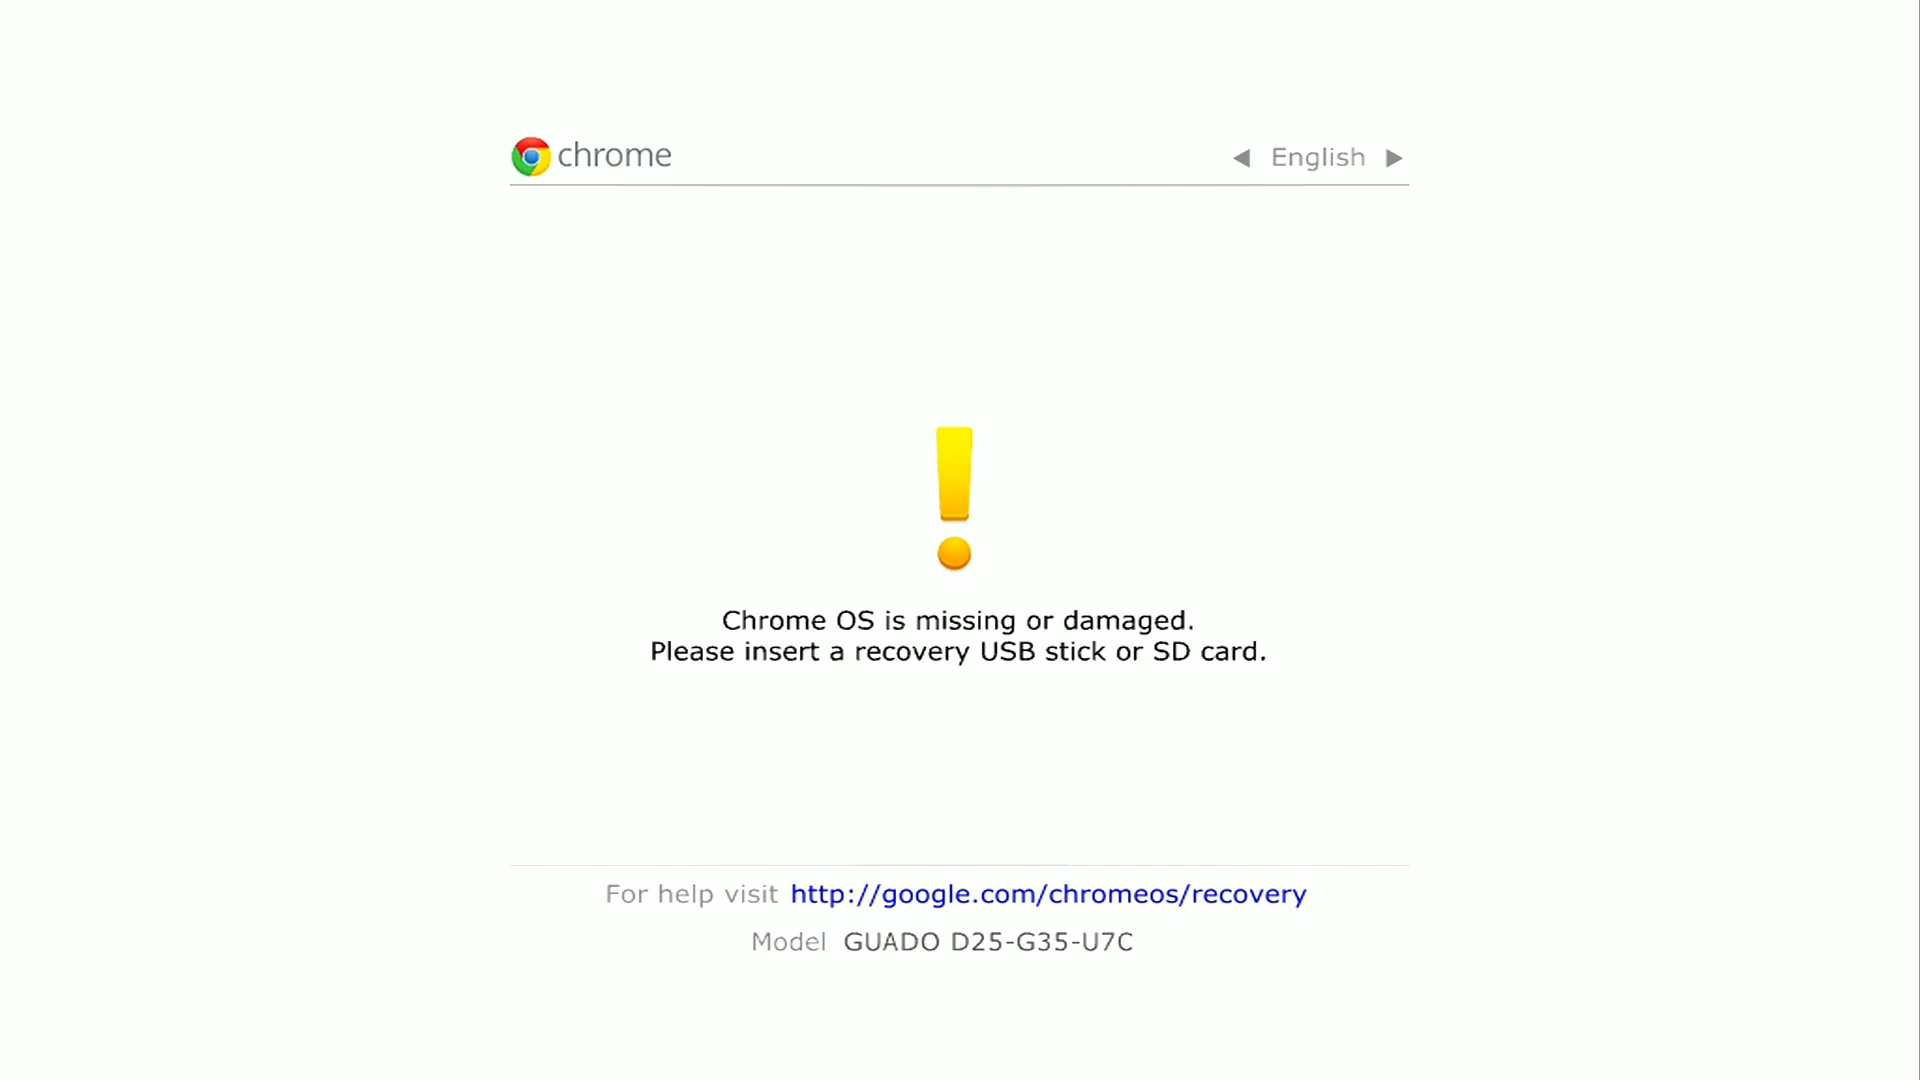 chrome
◀ English ▶
Chrome OS is missing or damaged.
Please insert a recovery USB stick or SD card.
For help visit http://google.com/chromeos/recovery
Model GUADO D25-G35-U7C